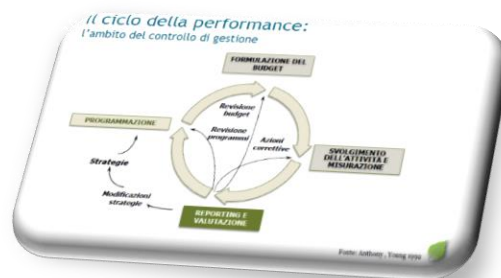 Il ciclo della performance:
l'ambito del controllo di gestione
FORMULAZIONE DEL
BUDGET
Revisione
budget
PROGRAMMAZIONE
Revisione
programmi
Azioni
correttive
SVOLGIMENTO
DELL'ATTIVITÀ E
MISURAZIONE
Strategie
Modificazioni
strategie
REPORTING E
VALUTAZIONE
Fonte: Anthony, Young 1992